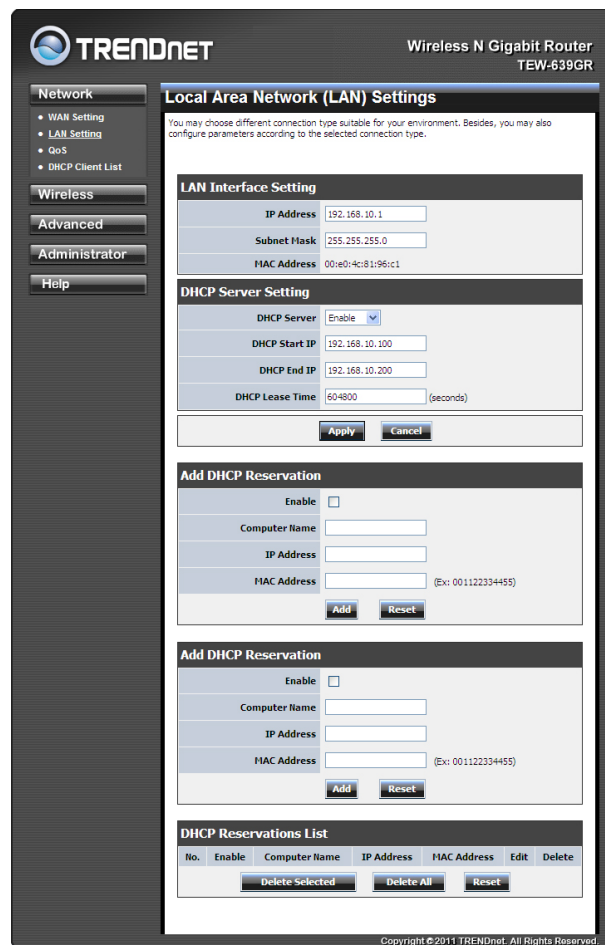 TRENDNET
Wireless N Gigabit Router
TEW-639GR
Network
WAN Setting
LAN Setting
QoS
DHCP Client List
Wireless
Advanced
Administrator
Help
Local Area Network (LAN) Settings
You may choose different connection type suitable for your environment. Besides, you may also
configure parameters according to the selected connection type.
LAN Interface Setting
IP Address 192.168.10.1
Subnet Mask 255.255.255.0
MAC Address 00:e0:4c:81:96:c1
DHCP Server Setting
DHCP Server Enable
DHCP Start IP 192.168.10.100
DHCP End IP 192.168.10.200
DHCP Lease Time 604800 (seconds)
Apply Cancel
Add DHCP Reservation
Enable
Computer Name
IP Address
MAC Address (Ex: 001122334455)
Add Reset
Add DHCP Reservation
Enable
Computer Name
IP Address
MAC Address (Ex: 001122334455)
Add Reset
DHCP Reservations List
No. Enable Computer Name IP Address MAC Address Edit Delete
Delete Selected Delete All Reset
Copyright © 2011 TRENDnet. All Rights Reserved